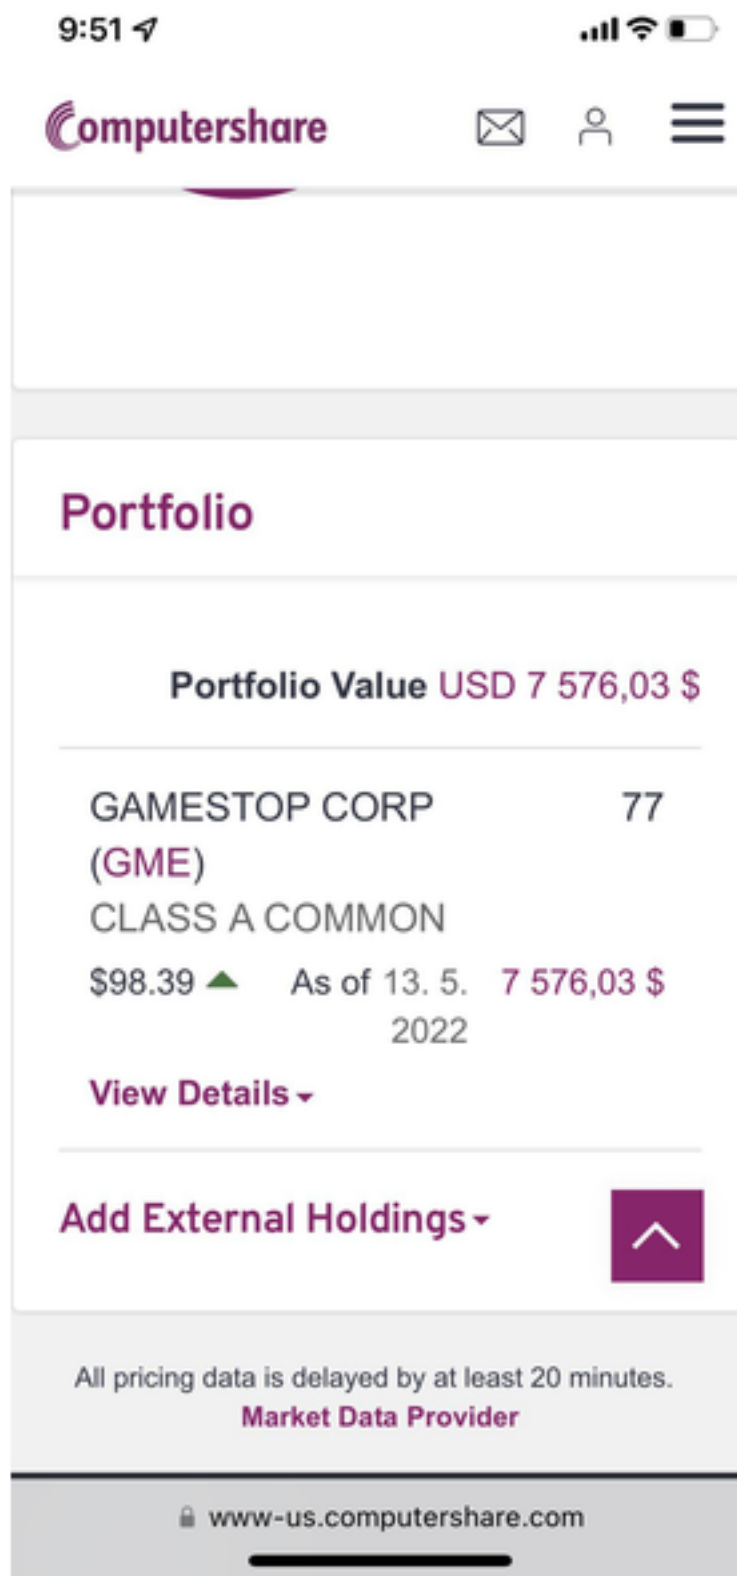 9:51
Computershare
Portfolio
Portfolio Value USD 7 576,03 $
GAMESTOP CORP 77
(GME)
CLASS A COMMON
$98.39 As of 13. 5. 7 576,03 $
2022
View Details
Add External Holdings
All pricing data is delayed by at least 20 minutes.
Market Data Provider
www-us.computershare.com